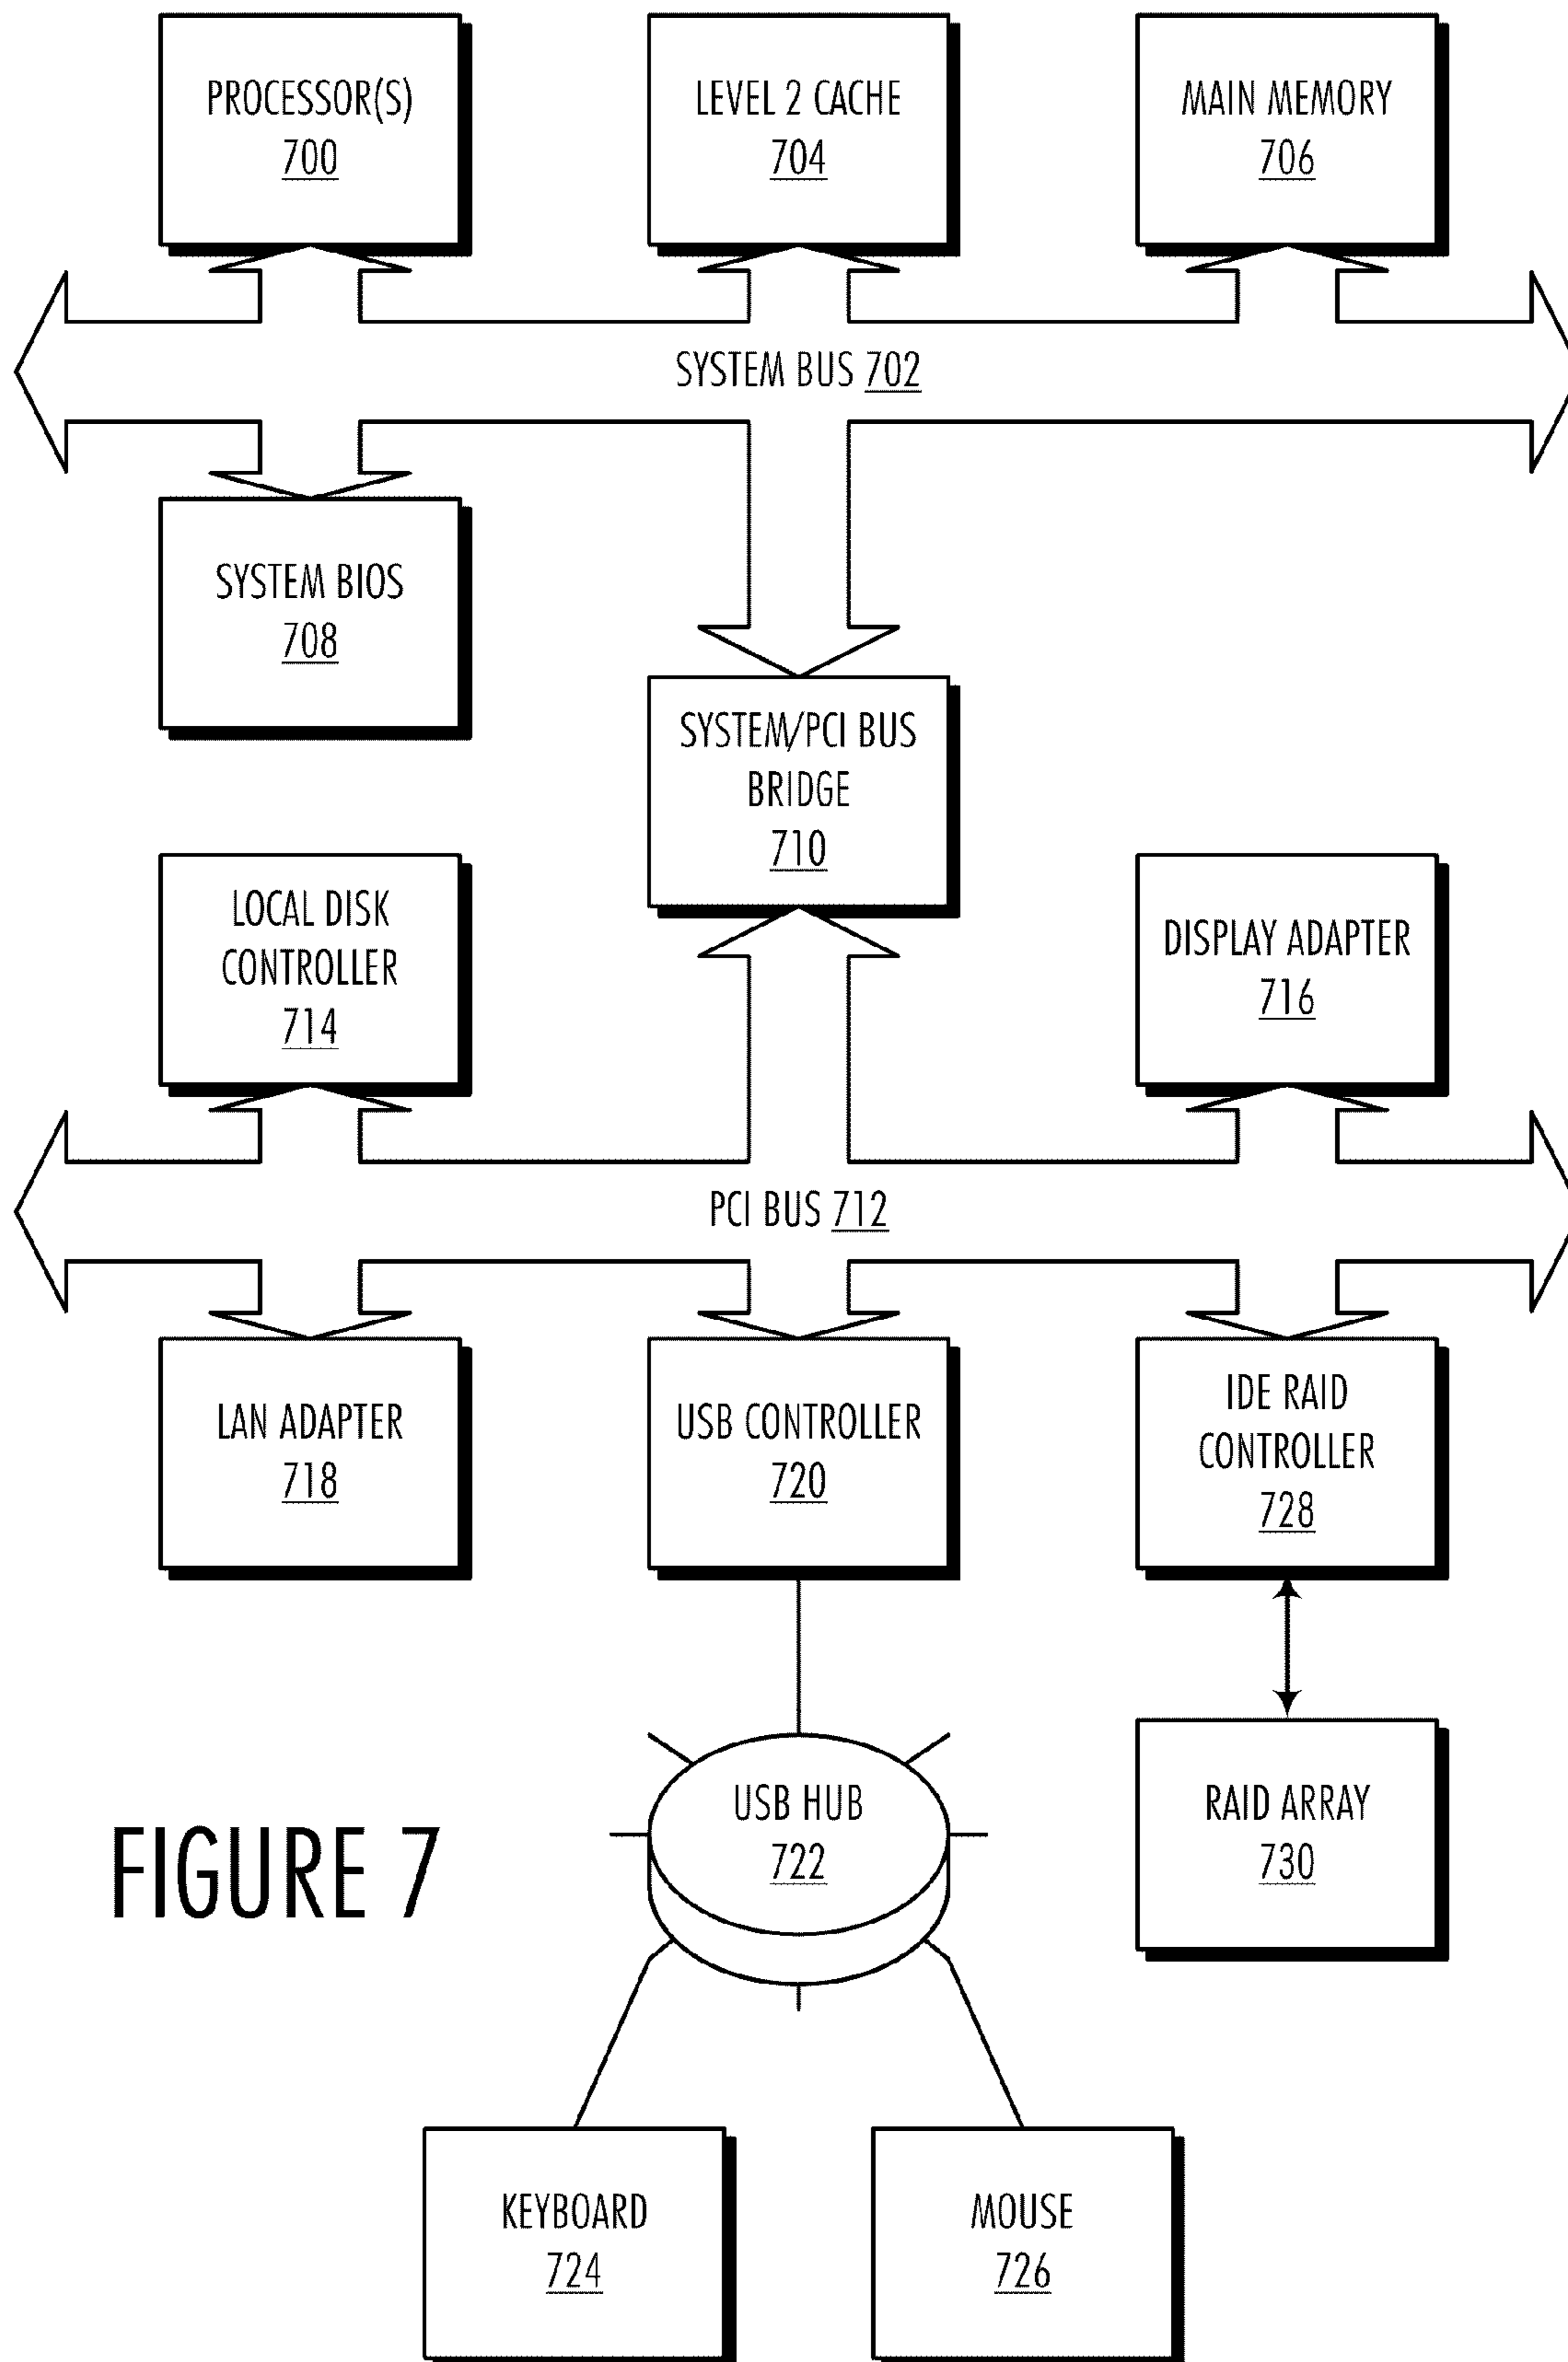 PROCESSOR(S)
700
LEVEL 2 CACHE
704
MAIN MEMORY
706
SYSTEM BUS 702
SYSTEM BIOS
708
SYSTEM/PCI BUS
BRIDGE
710
LOCAL DISK
CONTROLLER
714
DISPLAY ADAPTER
716
PCI BUS 712
LAN ADAPTER
718
USB CONTROLLER
720
IDE RAID
CONTROLLER
728
USB HUB
722
RAID ARRAY
730
FIGURE 7
KEYBOARD
724
MOUSE
726